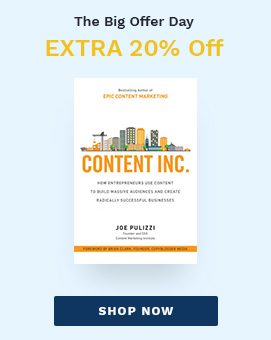 The Big Offer Day
EXTRA 20% Off
Bestselling Author of
EPIC CONTENT MARKETING
CONTENT INC.
HOW ENTREPRENEURS USE CONTENT
TO BUILD MASSIVE AUDIENCES AND CREATE
RADICALLY SUCCESSFUL BUSINESSES
JOE PULIZZI
Founder and CEO
Content Marketing Institute
FOREWORD BY BRIAN CLARK, FOUNDER, COPYBLOGGER MEDIA
SHOP NOW